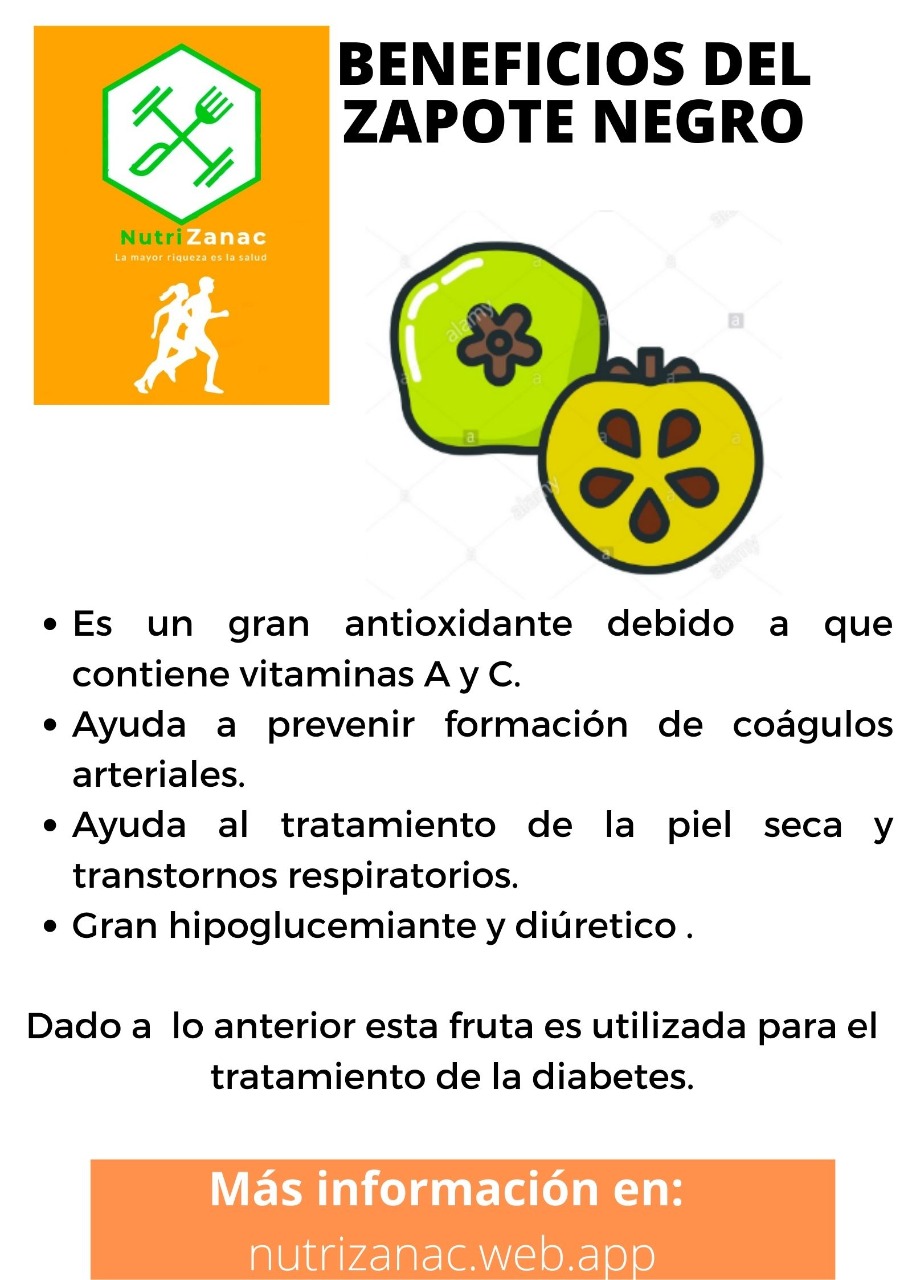 BENEFICIOS DEL
ZAPOTE NEGRO
NutriZanac
La mayor riqueza es la salud
alamy
a
a
a
a
alamy
a
alamy
• Es un gran antioxidante debido a que
contiene vitaminas A y C.
• Ayuda a prevenir formación de coágulos
arteriales.
• Ayuda al tratamiento de la piel seca y
transtornos respiratorios.
• Gran hipoglucemiante y diúretico .
Dado a lo anterior esta fruta es utilizada para el
tratamiento de la diabetes.
Más información en:
nutrizanac.web.app